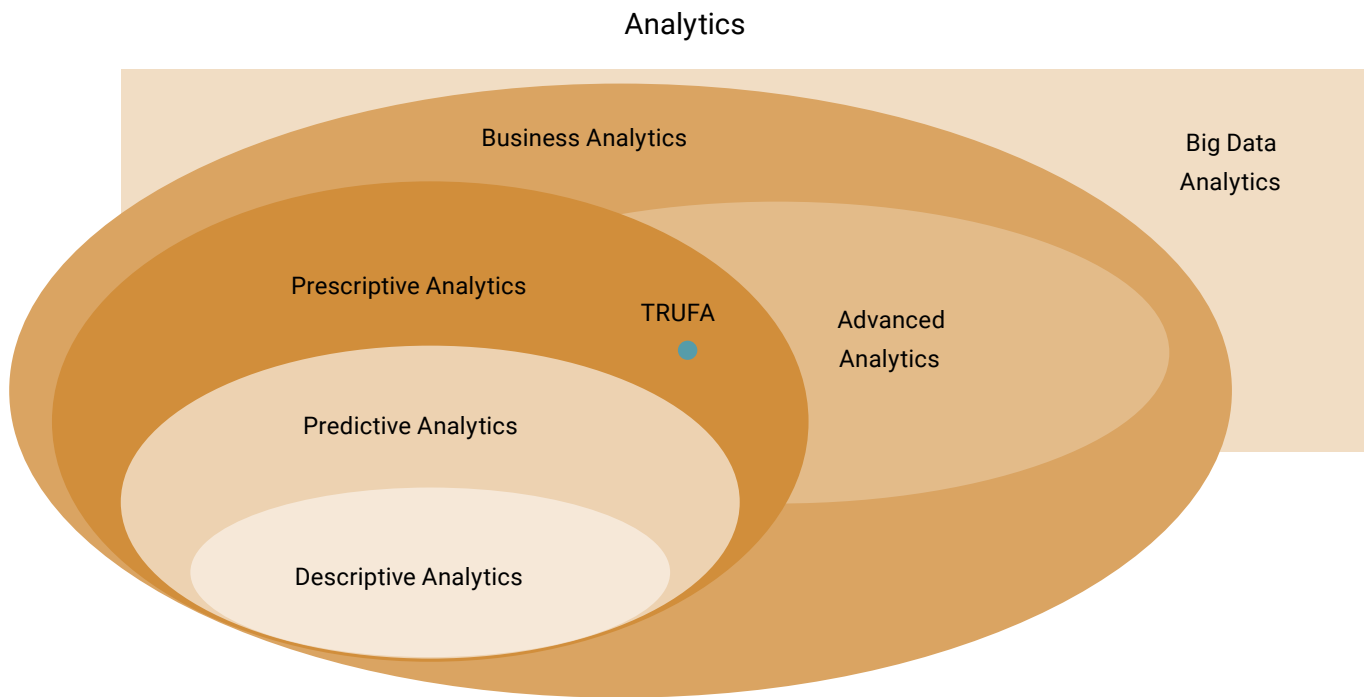 Analytics
Business Analytics
Big Data
Analytics
Prescriptive Analytics
TRUFA
Advanced
Analytics
Predictive Analytics
Descriptive Analytics